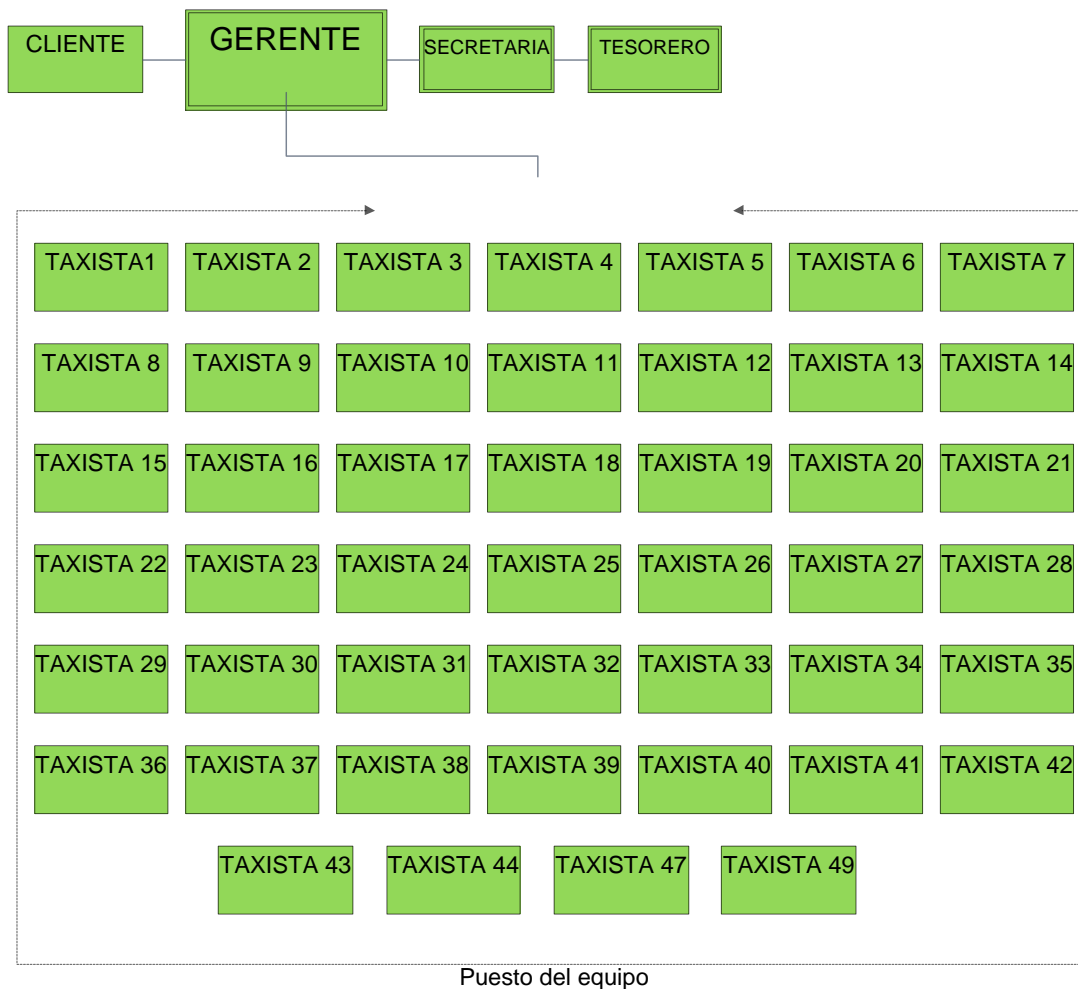 CLIENTE
GERENTE
SECRETARIA
TESORERO
TAXISTA1
TAXISTA 2
TAXISTA 3
TAXISTA 4
TAXISTA 5
TAXISTA 6
TAXISTA 7
TAXISTA 8
TAXISTA 9
TAXISTA 10
TAXISTA 11
TAXISTA 12
TAXISTA 13
TAXISTA 14
TAXISTA 15
TAXISTA 16
TAXISTA 17
TAXISTA 18
TAXISTA 19
TAXISTA 20
TAXISTA 21
TAXISTA 22
TAXISTA 23
TAXISTA 24
TAXISTA 25
TAXISTA 26
TAXISTA 27
TAXISTA 28
TAXISTA 29
TAXISTA 30
TAXISTA 31
TAXISTA 32
TAXISTA 33
TAXISTA 34
TAXISTA 35
TAXISTA 36
TAXISTA 37
TAXISTA 38
TAXISTA 39
TAXISTA 40
TAXISTA 41
TAXISTA 42
TAXISTA 43
TAXISTA 44
TAXISTA 47
TAXISTA 49
Puesto del equipo